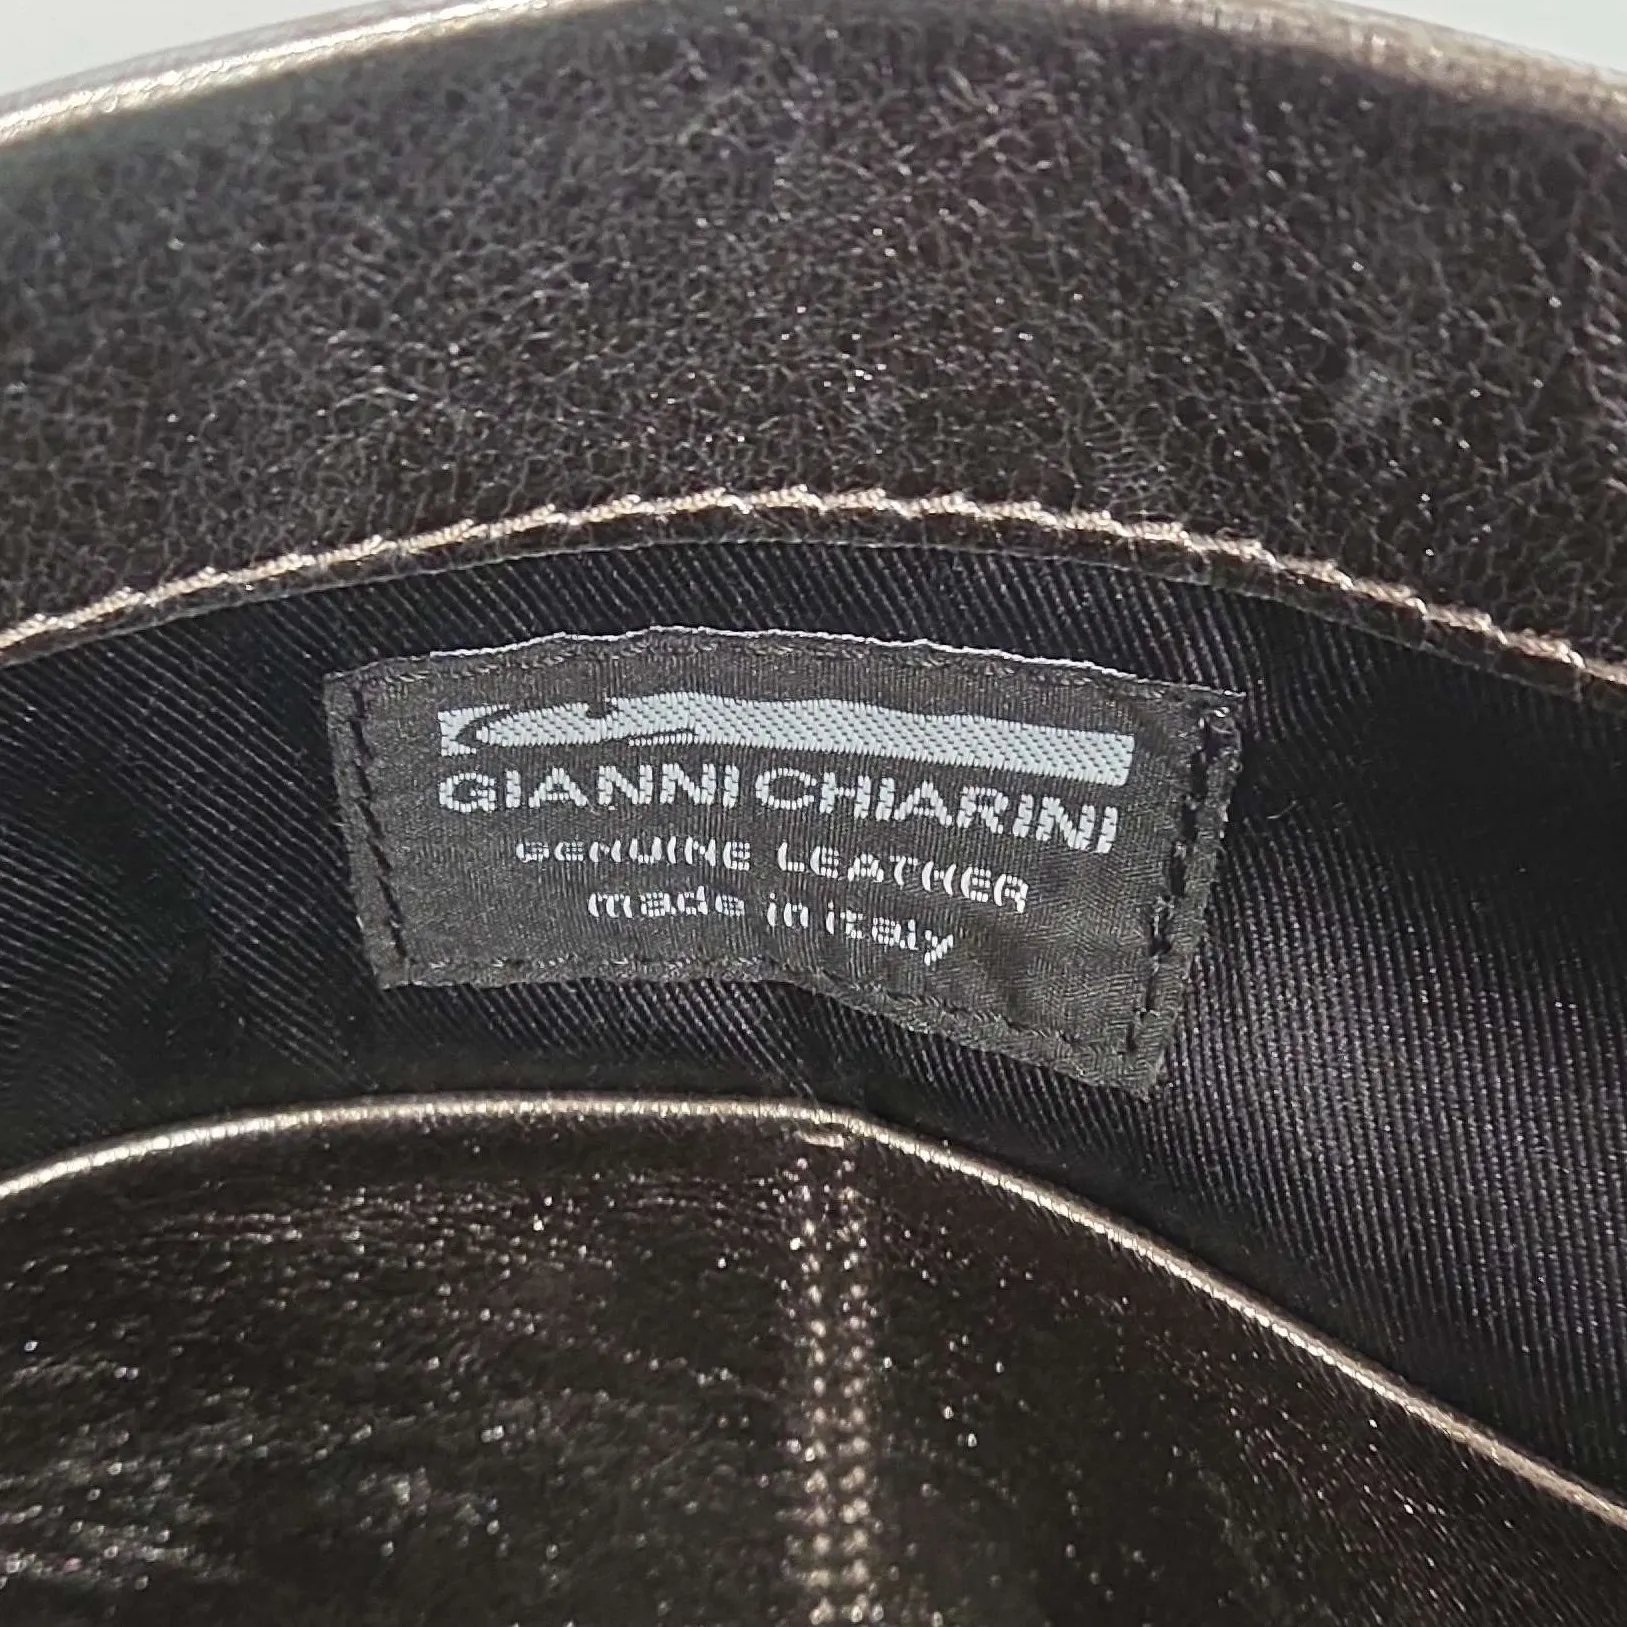 GIANNI CHIARINI
GENUINE LEATHER
made in italy